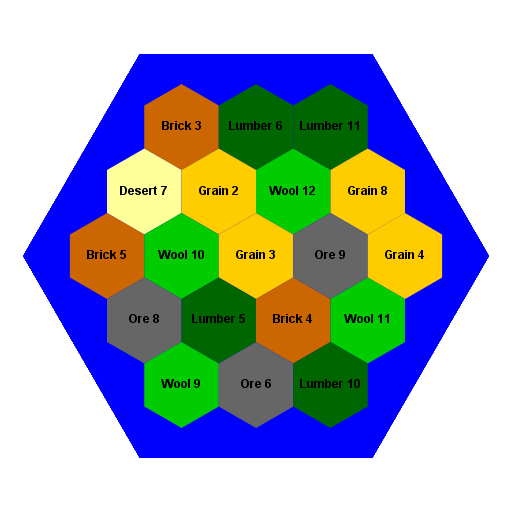 Brick 3 Lumber 6 Lumber 11
Desert 7 Grain 2 Wool 12 Grain 8
Brick 5 Wool 10 Grain 3 Ore 9 Grain 4
Ore 8 Lumber 5 Brick 4 Wool 11
Wool 9 Ore 6 Lumber 10